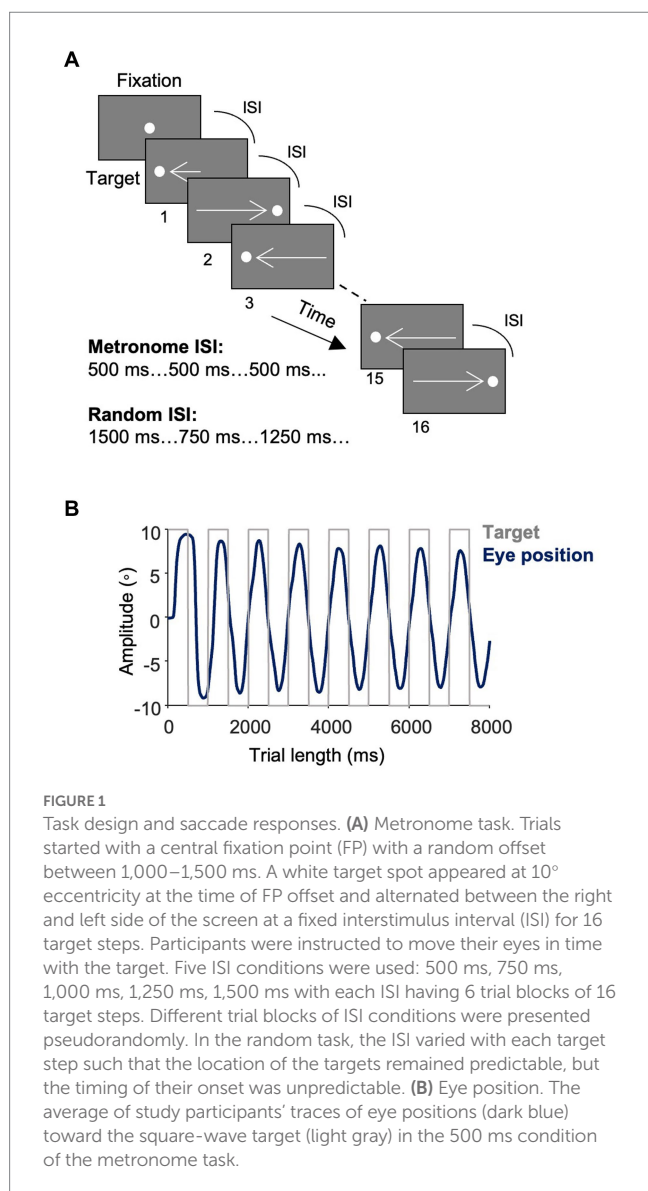 A
Fixation
ISI
ISI
Target
ISI
1
2
3
Time
ISI
15
16
Metronome ISI:
500 ms…500 ms…500 ms...
Random ISI:
1500 ms…750 ms…1250 ms…
B
Target
Eye position
Amplitude (°)
10
5
0
-5
-10
0 2000 4000 6000 8000
Trial length (ms)
FIGURE 1
Task design and saccade responses. (A) Metronome task. Trials
started with a central fixation point (FP) with a random offset
between 1,000–1,500 ms. A white target spot appeared at 10°
eccentricity at the time of FP offset and alternated between the right
and left side of the screen at a fixed interstimulus interval (ISI) for 16
target steps. Participants were instructed to move their eyes in time
with the target. Five ISI conditions were used: 500 ms, 750 ms,
1,000 ms, 1,250 ms, 1,500 ms with each ISI having 6 trial blocks of 16
target steps. Different trial blocks of ISI conditions were presented
pseudorandomly. In the random task, the ISI varied with each target
step such that the location of the targets remained predictable, but
the timing of their onset was unpredictable. (B) Eye position. The
average of study participants' traces of eye positions (dark blue)
toward the square-wave target (light gray) in the 500 ms condition
of the metronome task.